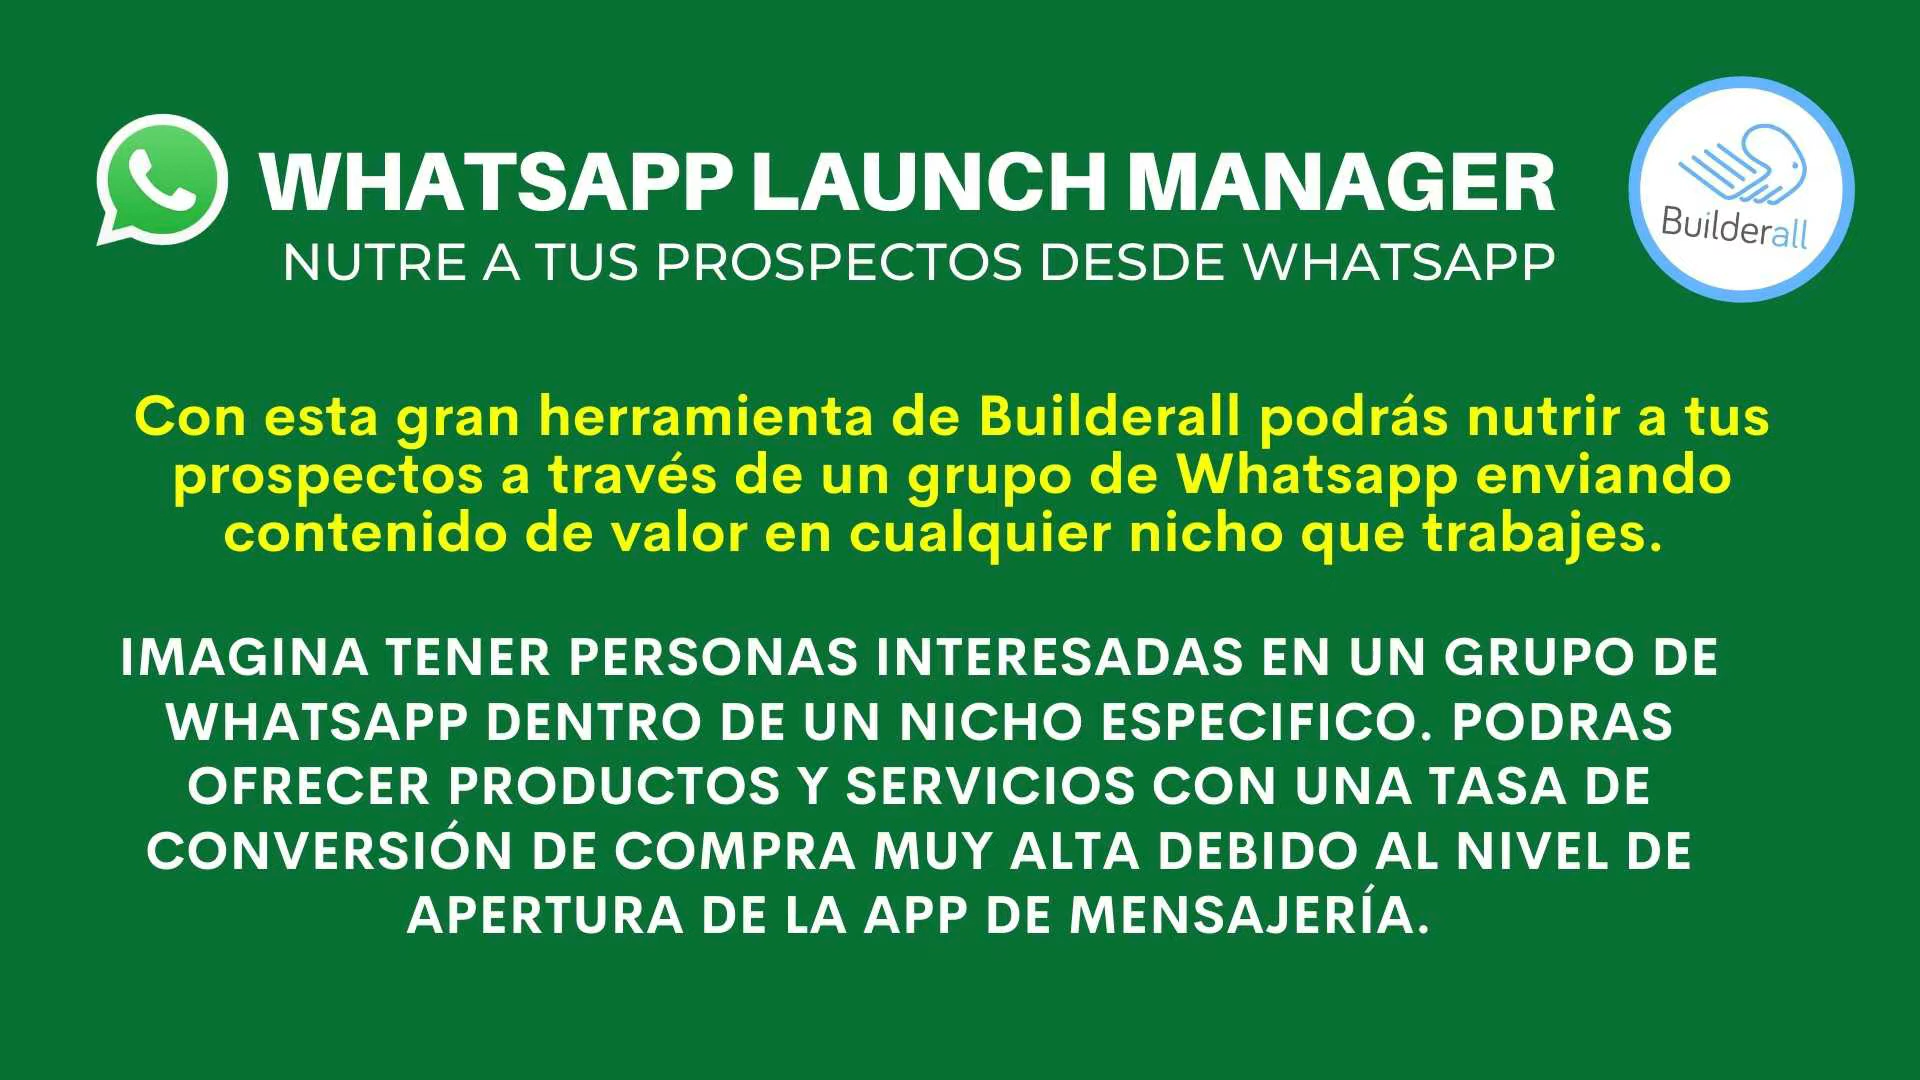 WHATSAPP LAUNCH MANAGER
NUTRE A TUS PROSPECTOS DESDE WHATSAPP
Builderall
Con esta gran herramienta de Builderall podrás nutrir a tus
prospectos a través de un grupo de Whatsapp enviando
contenido de valor en cualquier nicho que trabajes.
IMAGINA TENER PERSONAS INTERESADAS EN UN GRUPO DE
WHATSAPP DENTRO DE UN NICHO ESPECIFICO. PODRAS
OFRECER PRODUCTOS Y SERVICIOS CON UNA TASA DE
CONVERSIÓN DE COMPRA MUY ALTA DEBIDO AL NIVEL DE
APERTURA DE LA APP DE MENSAJERÍA.